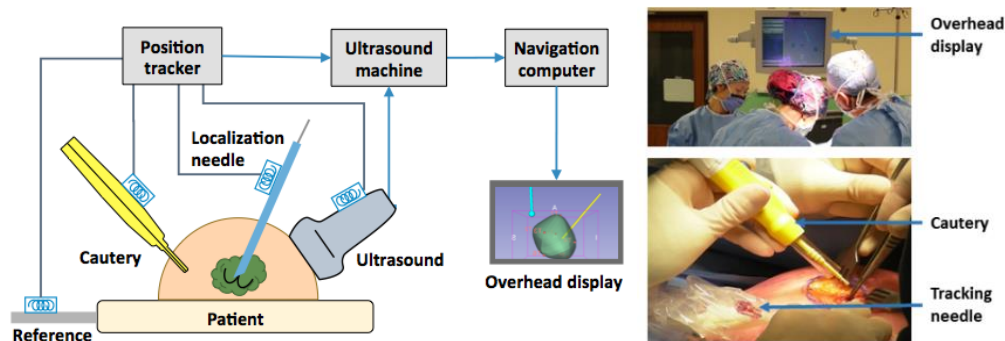 Position
tracker
Ultrasound
machine
Navigation
computer
Localization
needle
Cautery
Ultrasound
Overhead display
Reference
Patient
Overhead
display
Cautery
Tracking
needle